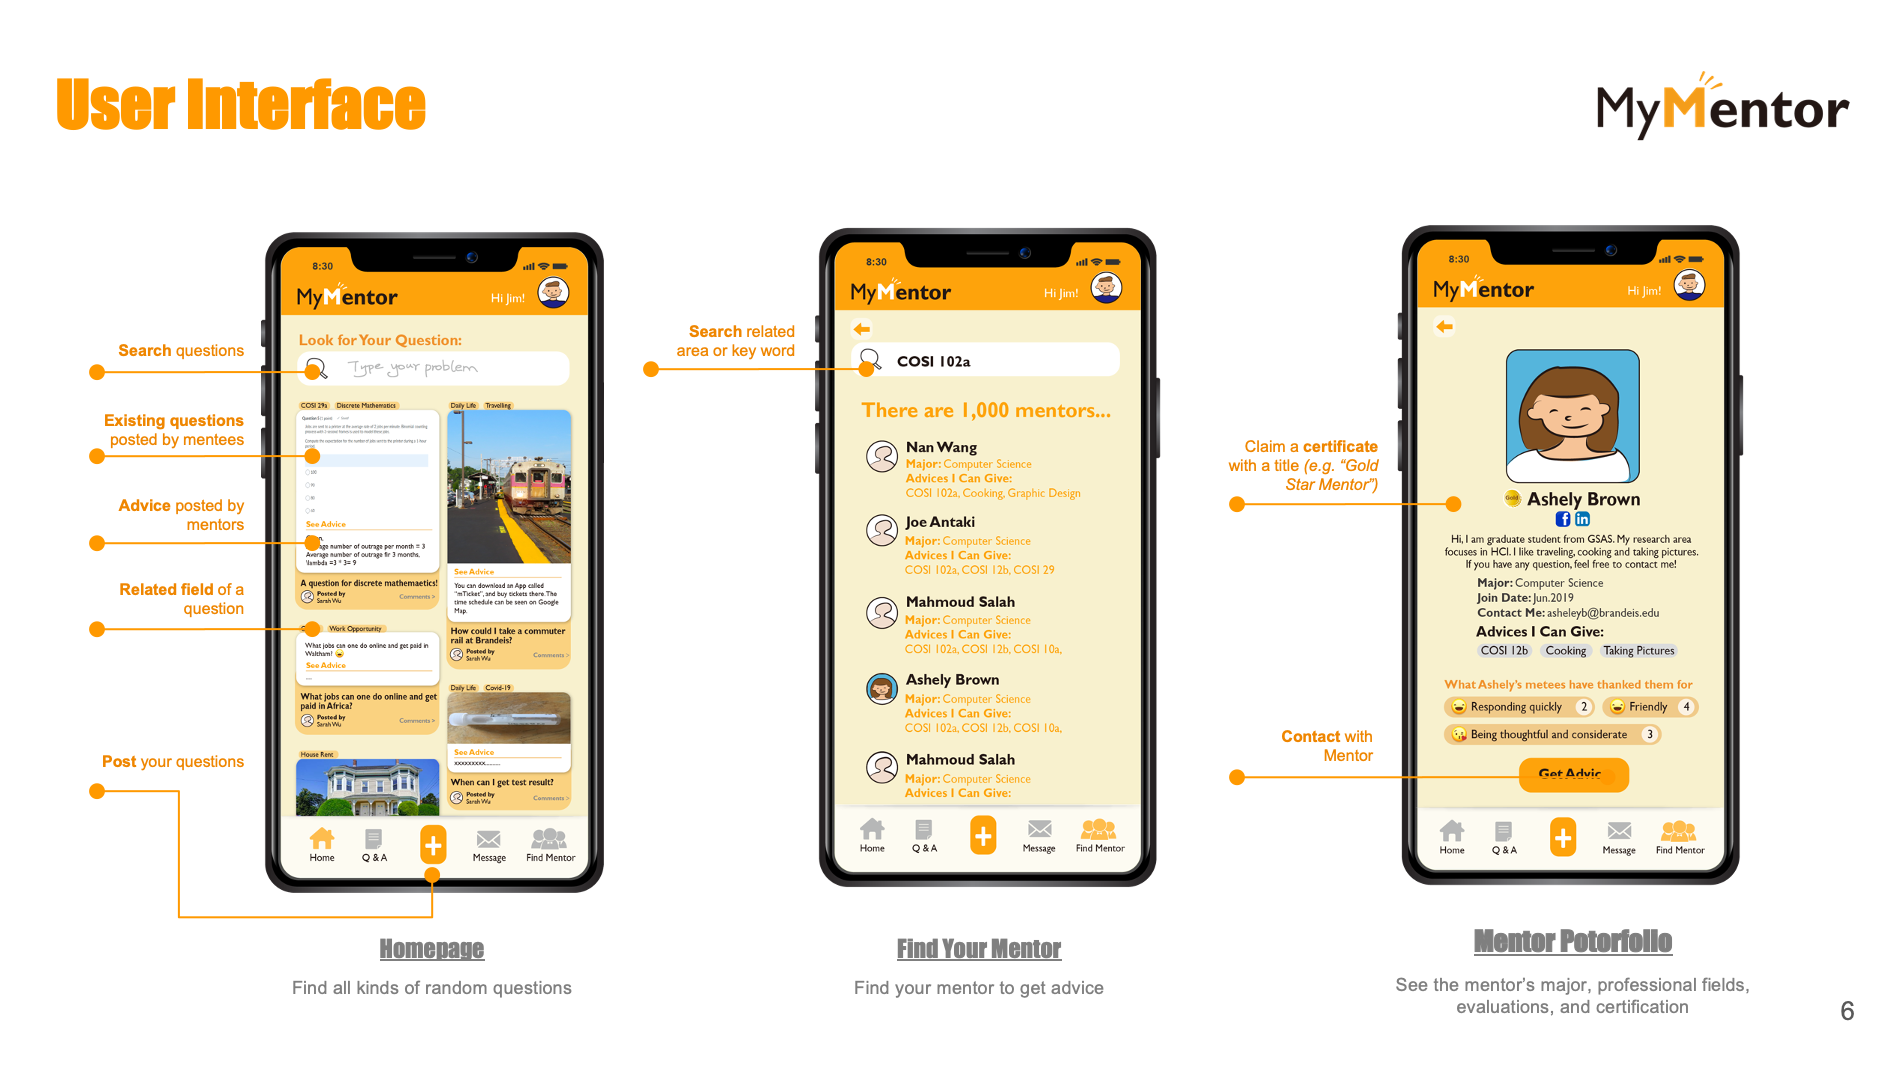 User Interface
MyMentor
Search questions
Existing questions
posted by mentees
Advice posted by
mentors
Related field of a
question
Post your questions
8:30
MyMentor
Hi Jim!
Look for Your Question:
Type your problem
COSI 29a Discrete Mathematics
See Advice
Average number of outrage fir 3 months,
lambda =3 * 3= 9
A question for discrete mathemaetics!
Posted by
Sarah Wu
Comments >
Work Opportunity
What jobs can one do online and get paid in
Waltham!
See Advice
....
What jobs can one do online and get
paid in Africa?
Posted by
Sarah Wu
Comments >
House Rent
Daily Life Travelling
See Advice
You can download an App called
"mTicket", and buy tickets there. The
time schedule can be seen on Google
Map.
How could I take a commuter
rail at Brandeis?
Posted by
Sarah Wu
Comments >
Daily Life Covid-19
See Advice
xxxxxxxxx..........
When can I get test result?
Posted by
Sarah Wu
Comments >
Home Q & A Message Find Mentor
Homepage
Find all kinds of random questions
Search related
area or key word
8:30
MyMentor
Hi Jim!
COSI 102a
There are 1,000 mentors...
Nan Wang
Major: Computer Science
Advices I Can Give:
COSI 102a, Cooking, Graphic Design
Joe Antaki
Major: Computer Science
Advices I Can Give:
COSI 102a, COSI 12b, COSI 29
Mahmoud Salah
Major: Computer Science
Advices I Can Give:
COSI 102a, COSI 12b, COSI 10a,
Ashely Brown
Major: Computer Science
Advices I Can Give:
COSI 102a, COSI 12b, COSI 10a,
Mahmoud Salah
Major: Computer Science
Advices I Can Give:
Home Q & A Message Find Mentor
Find Your Mentor
Find your mentor to get advice
Claim a certificate
with a title (e.g. “Gold
Star Mentor”)
Contact with
Mentor
8:30
MyMentor
Hi Jim!
Gold
Ashely Brown
Hi, I am graduate student from GSAS. My research area
focuses in HCI. I like traveling, cooking and taking pictures.
If you have any question, feel free to contact me!
Major: Computer Science
Join Date: Jun.2019
Contact Me: asheleyb@brandeis.edu
Advices I Can Give:
COSI 12b Cooking Taking Pictures
What Ashely's metees have thanked them for
Responding quickly 2 Friendly 4
Being thoughtful and considerate 3
Get Advic
Home Q & A Message Find Mentor
Mentor Potorfolio
See the mentor’s major, professional fields,
evaluations, and certification
6